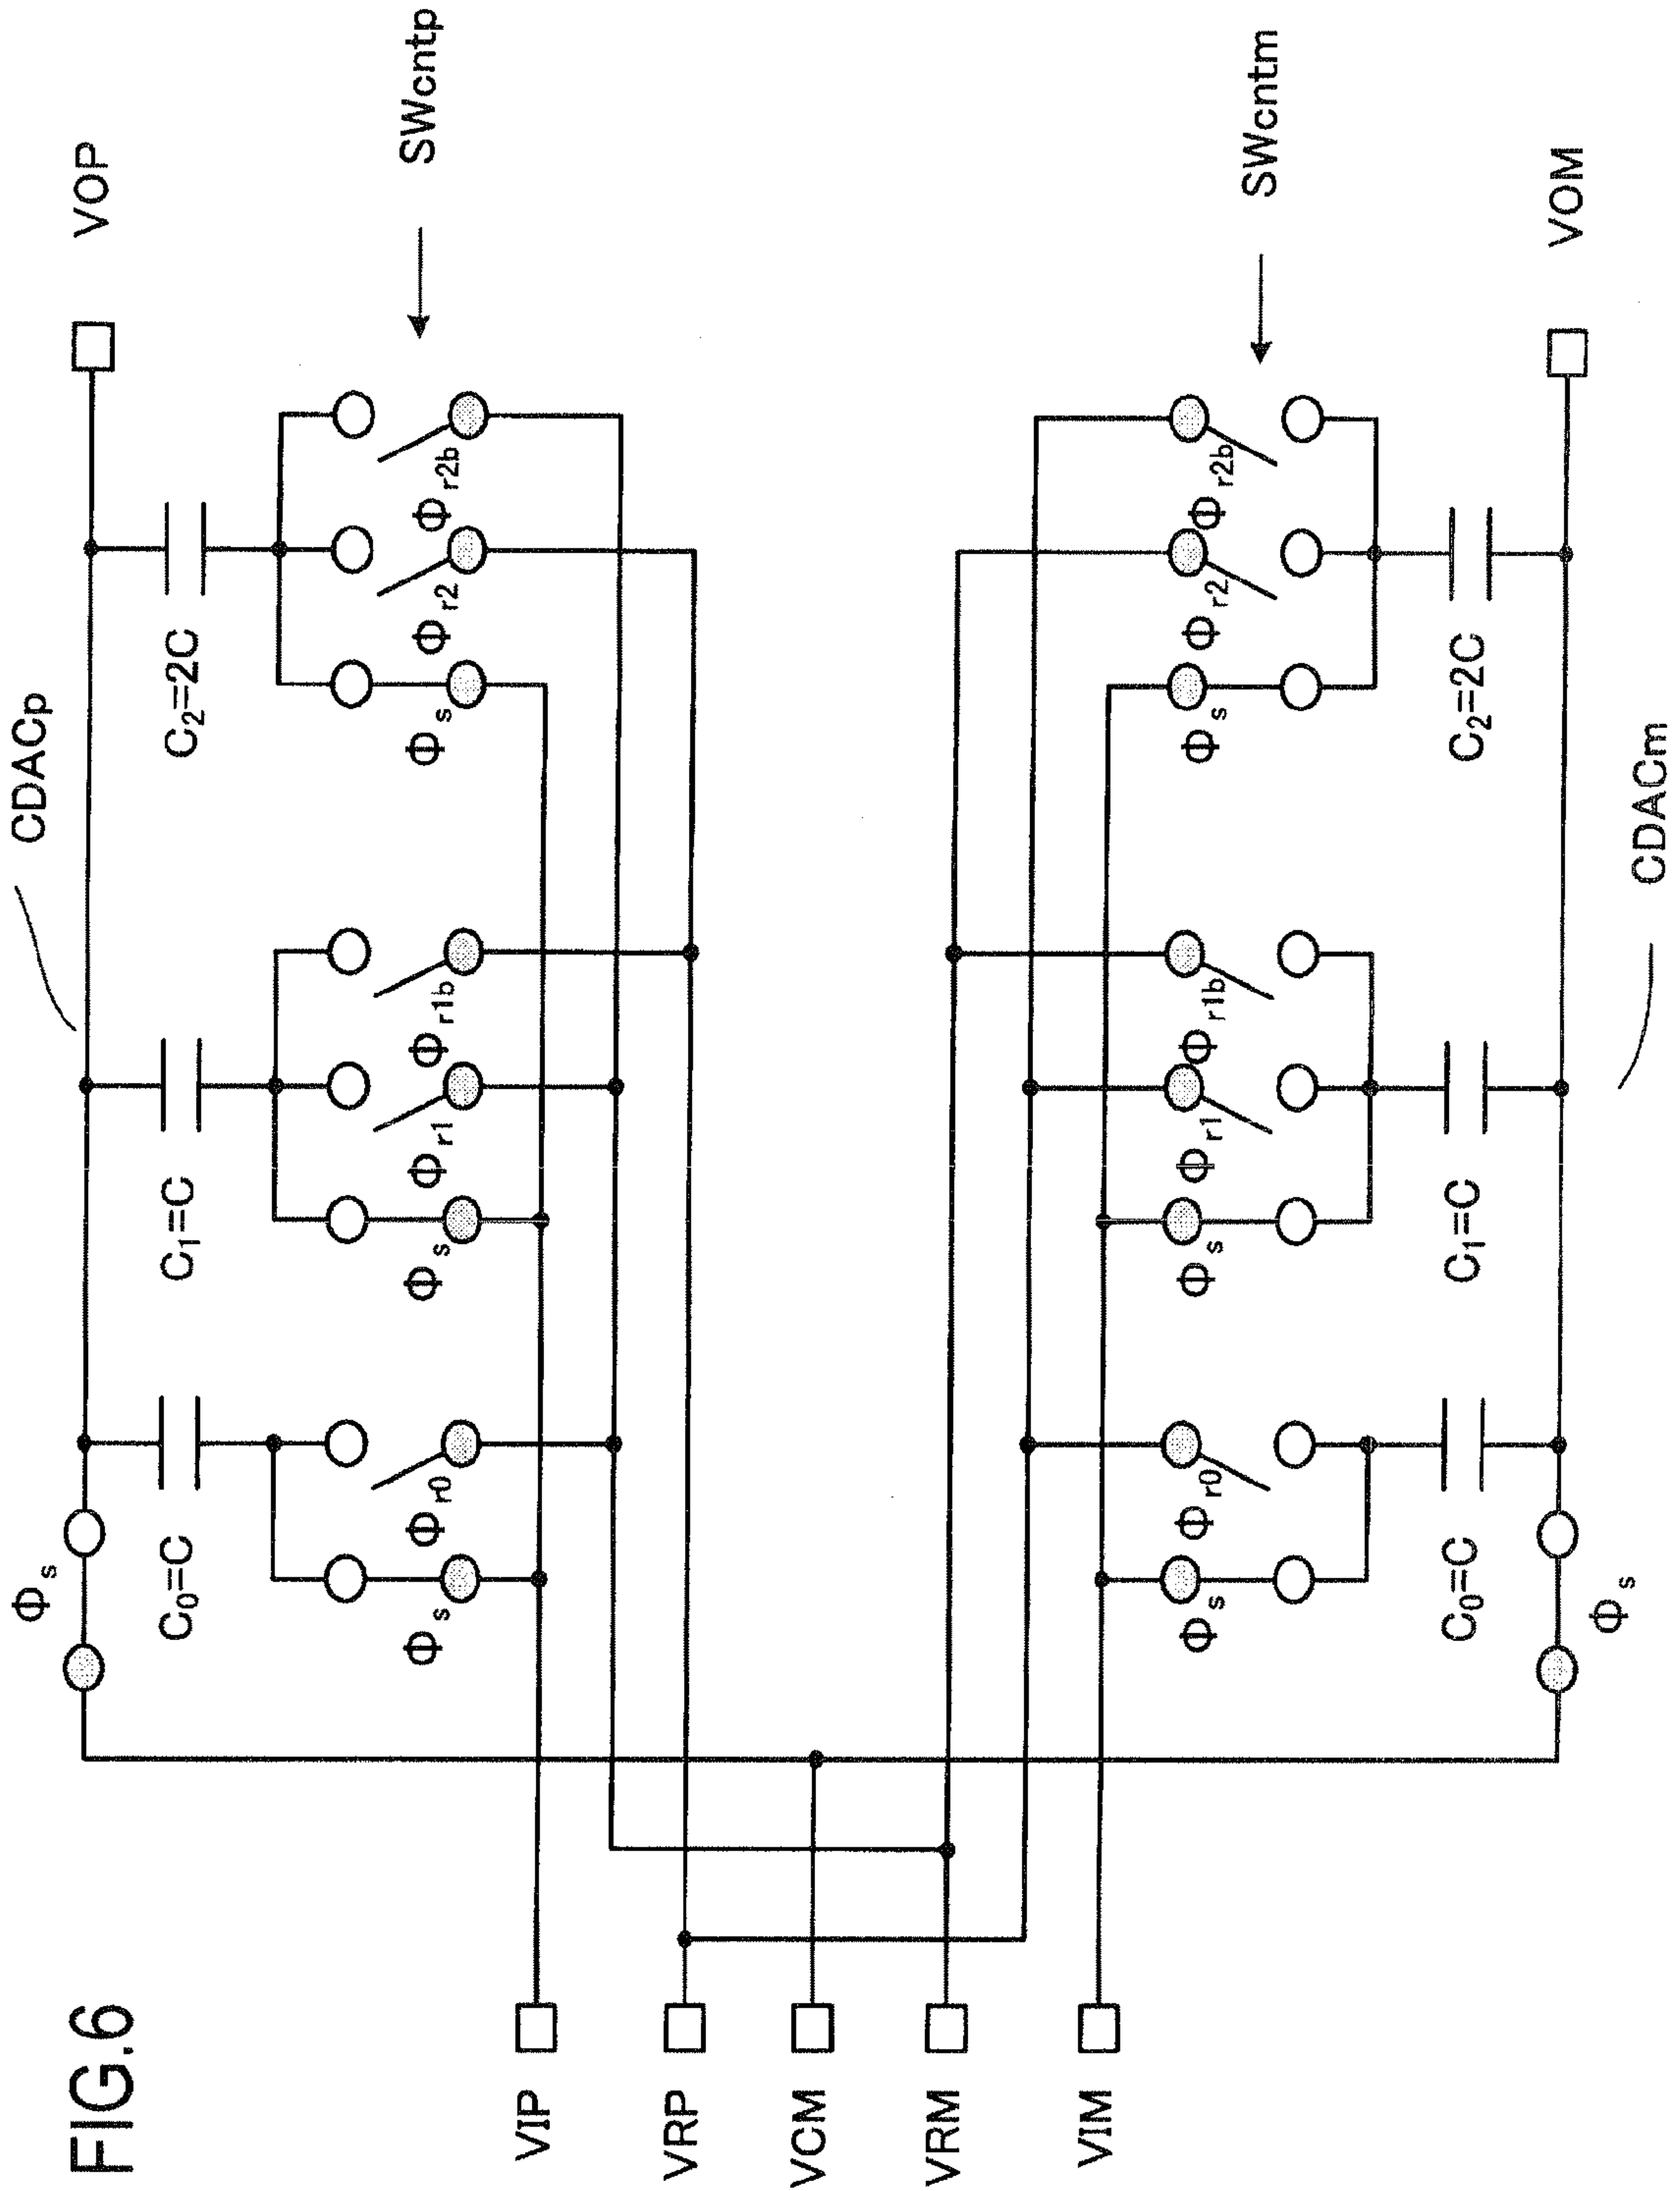 FIG.6
CDACp
VOP
Φs
C0=C
C1=C
C2=2C
SWcntp
Φs
Φr0
Φs
Φr1
Φr1b
Φs
Φr2
Φr2b
VIP
VRP
VCM
VRM
VIM
Φs
Φr0
Φs
Φr1
Φr1b
Φs
Φr2
Φr2b
SWcntm
C0=C
C1=C
C2=2C
Φs
VOM
CDACm